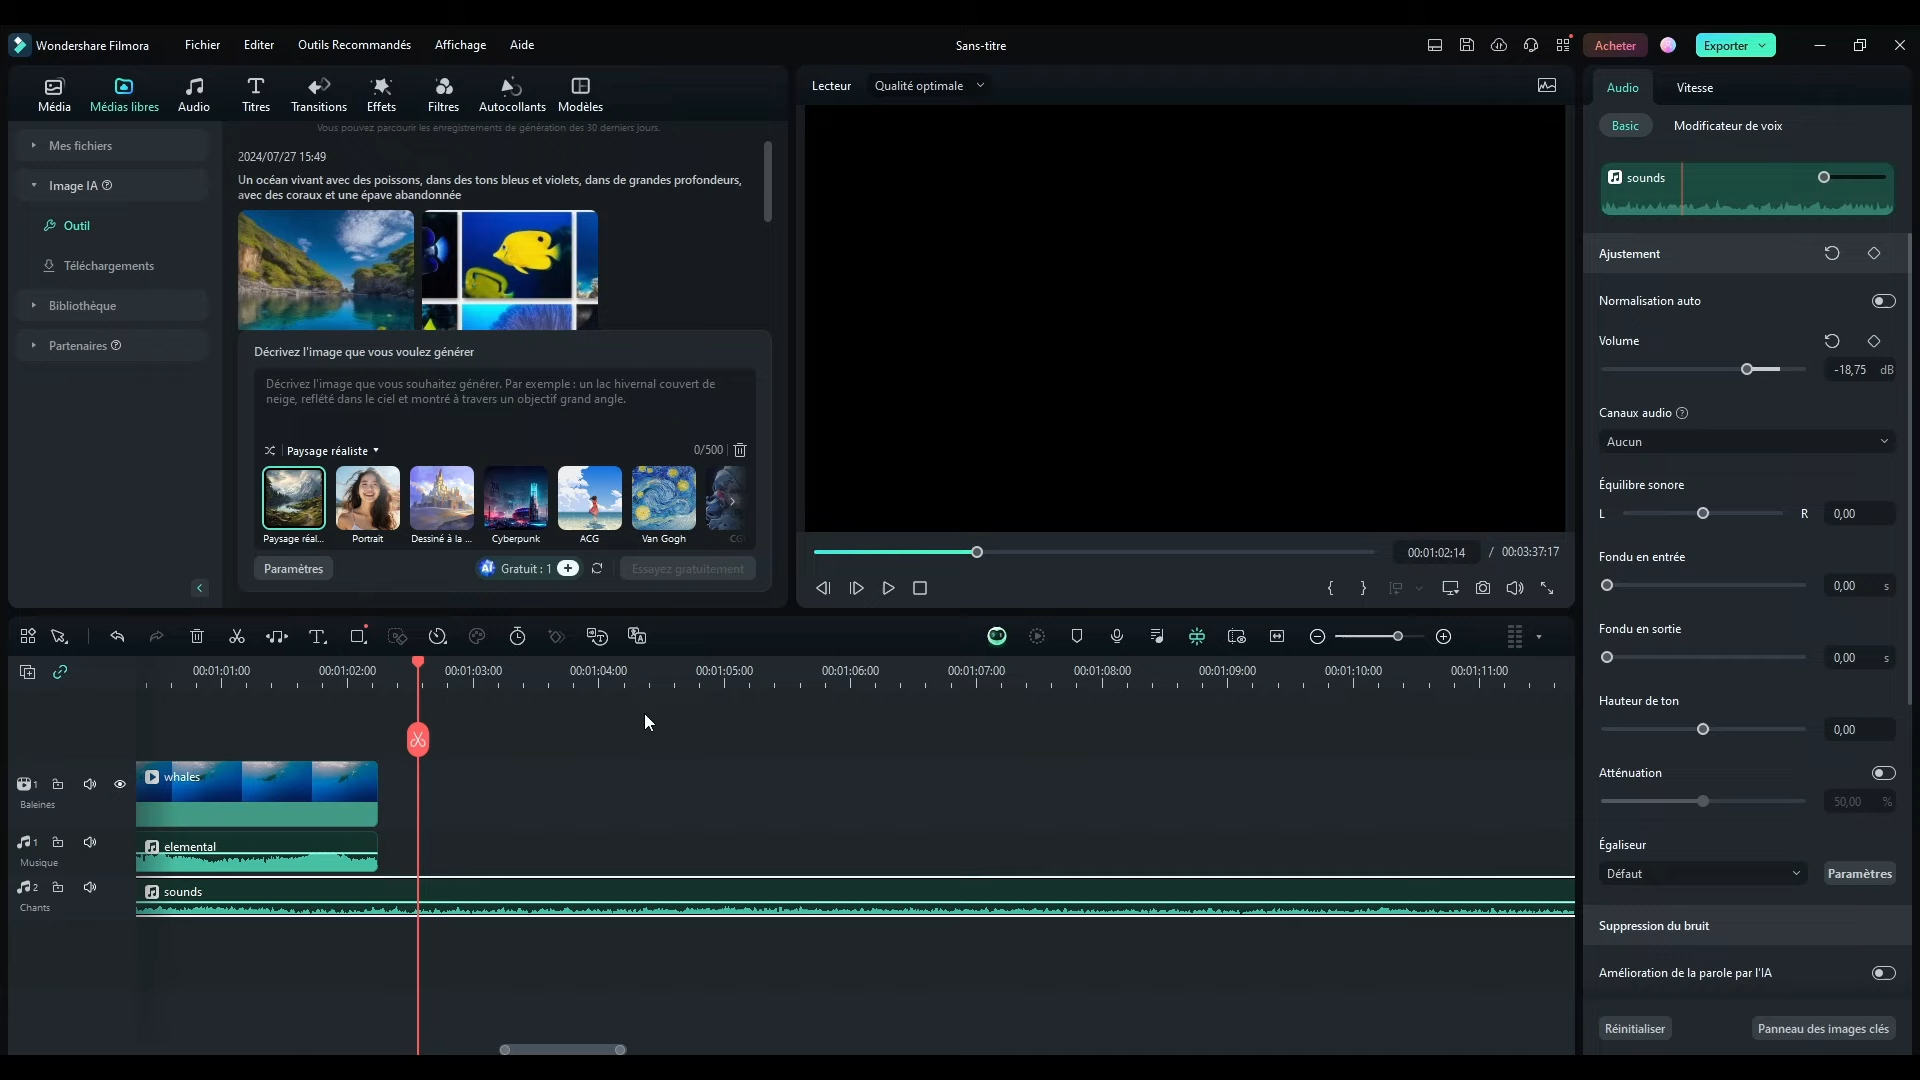 Wondershare Filmora
Fichier
Editer
Outils Recommandés
Affichage
Aide
Sans-titre
Acheter
Exporter
Média
Médias libres
Audio
Titres
Transitions
Effets
Filtres
Autocollants
Modèles
Mes fichiers
Image IA
Outil
Téléchargements
Bibliothèque
Partenaires
Vous pouvez parcourir les enregistrements de génération des 30 derniers jours.
2024/07/27 15:49
Un océan vivant avec des poissons, dans des tons bleus et violets, dans de grandes profondeurs,
avec des coraux et une épave abandonnée
Décrivez l'image que vous voulez générer
Décrivez l'image que vous souhaitez générer. Par exemple : un lac hivernal couvert de
neige, reflété dans le ciel et montré à travers un objectif grand angle.
Paysage réaliste
0/500
Paysage réal...
Portrait
Dessiné à la ...
Cyberpunk
ACG
Van Gogh
CG
Paramètres
AI Gratuit : 1
Essayez gratuitement
Lecteur
Qualité optimale
00:01:02:14 / 00:03:37:17
Audio
Vitesse
Basic
Modificateur de voix
sounds
Ajustement
Normalisation auto
Volume
-18,75 dB
Canaux audio
Aucun
Équilibre sonore
L
R
0,00
Fondu en entrée
0,00 s
Fondu en sortie
0,00 s
Hauteur de ton
0,00
Atténuation
50,00 %
Égaliseur
Défaut
Paramètres
Suppression du bruit
Amélioration de la parole par l'IA
Réinitialiser
Panneau des images clés
00:01:01:00
00:01:02:00
00:01:03:00
00:01:04:00
00:01:05:00
00:01:06:00
00:01:07:00
00:01:08:00
00:01:09:00
00:01:10:00
00:01:11:00
1
Baleines
whales
1
Musique
elemental
2
Chants
sounds